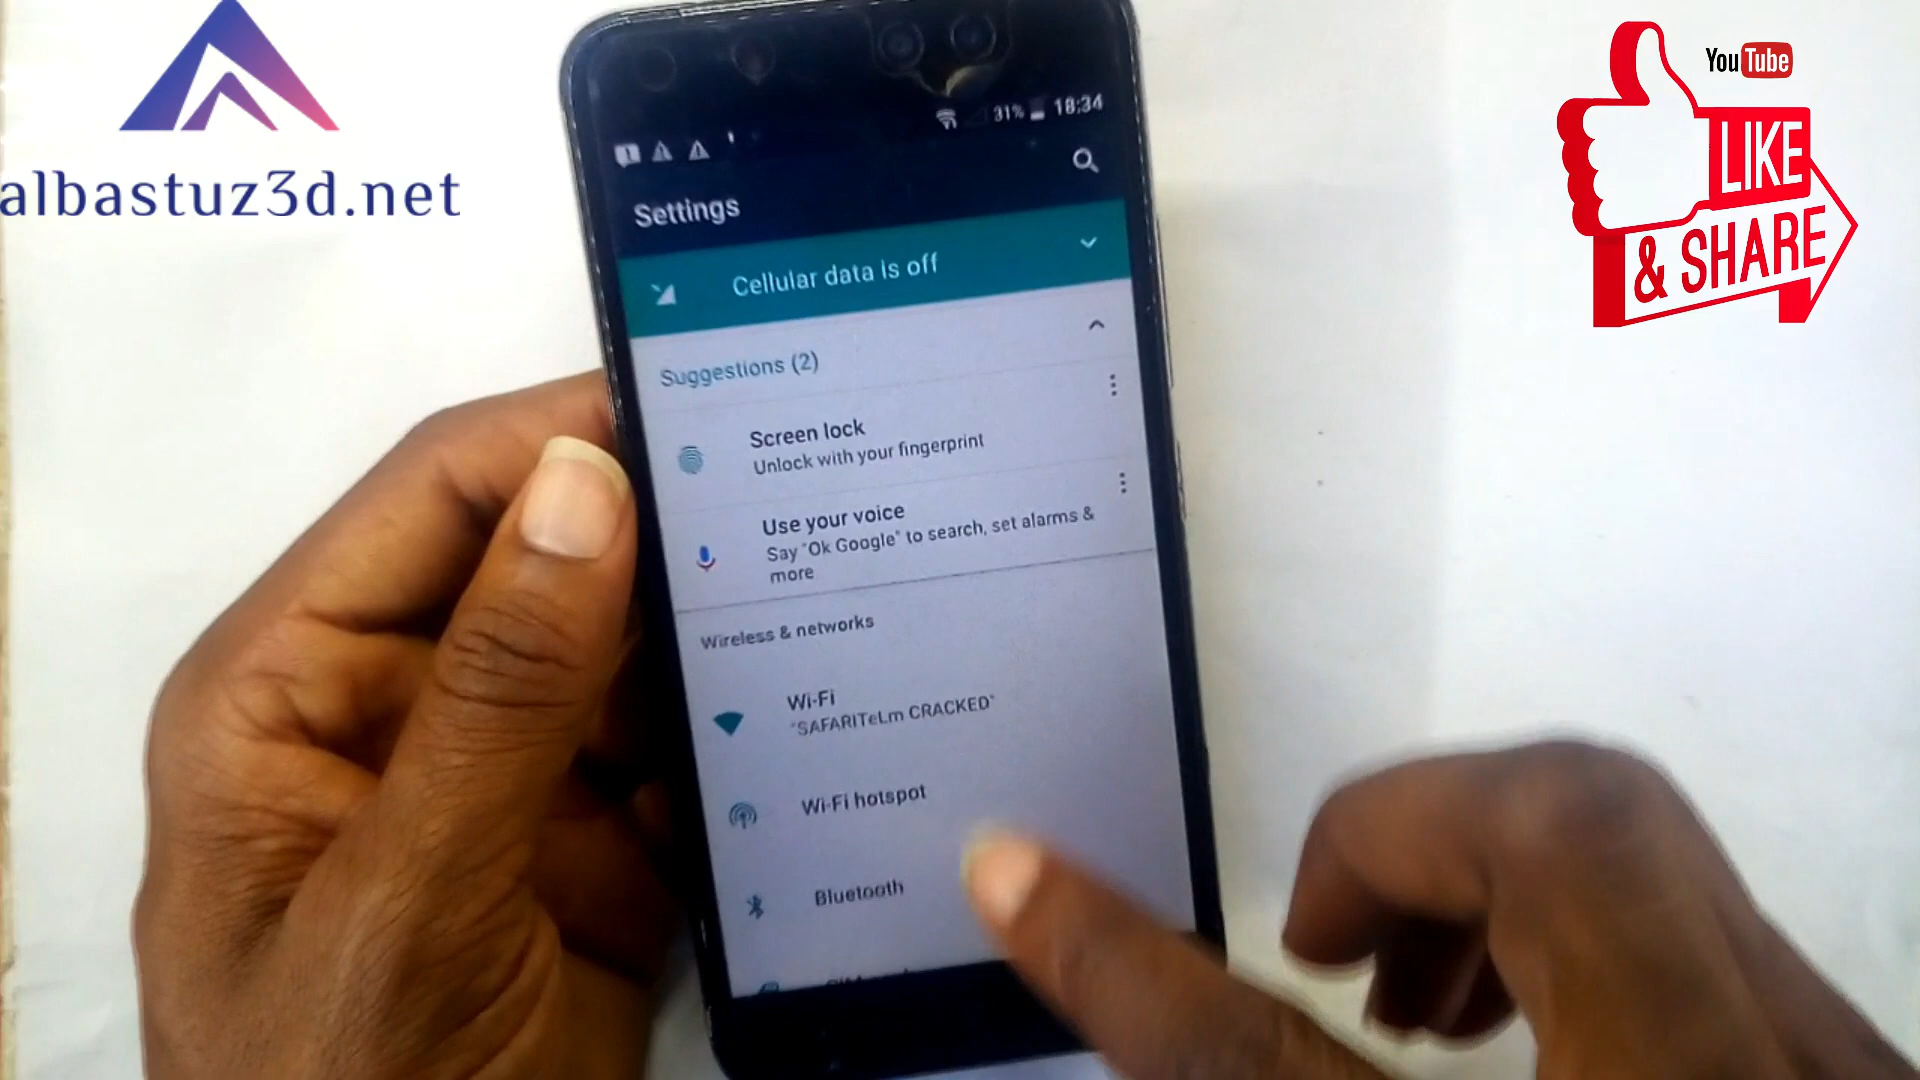 albastuz3d.net
YouTube
LIKE
& SHARE
31% 18:34
Settings
Cellular data is off
Suggestions (2)
Screen lock
Unlock with your fingerprint
Use your voice
Say "Ok Google" to search, set alarms &
more
Wireless & networks
Wi-Fi
"SAFARITeLm CRACKED"
Wi-Fi hotspot
Bluetooth